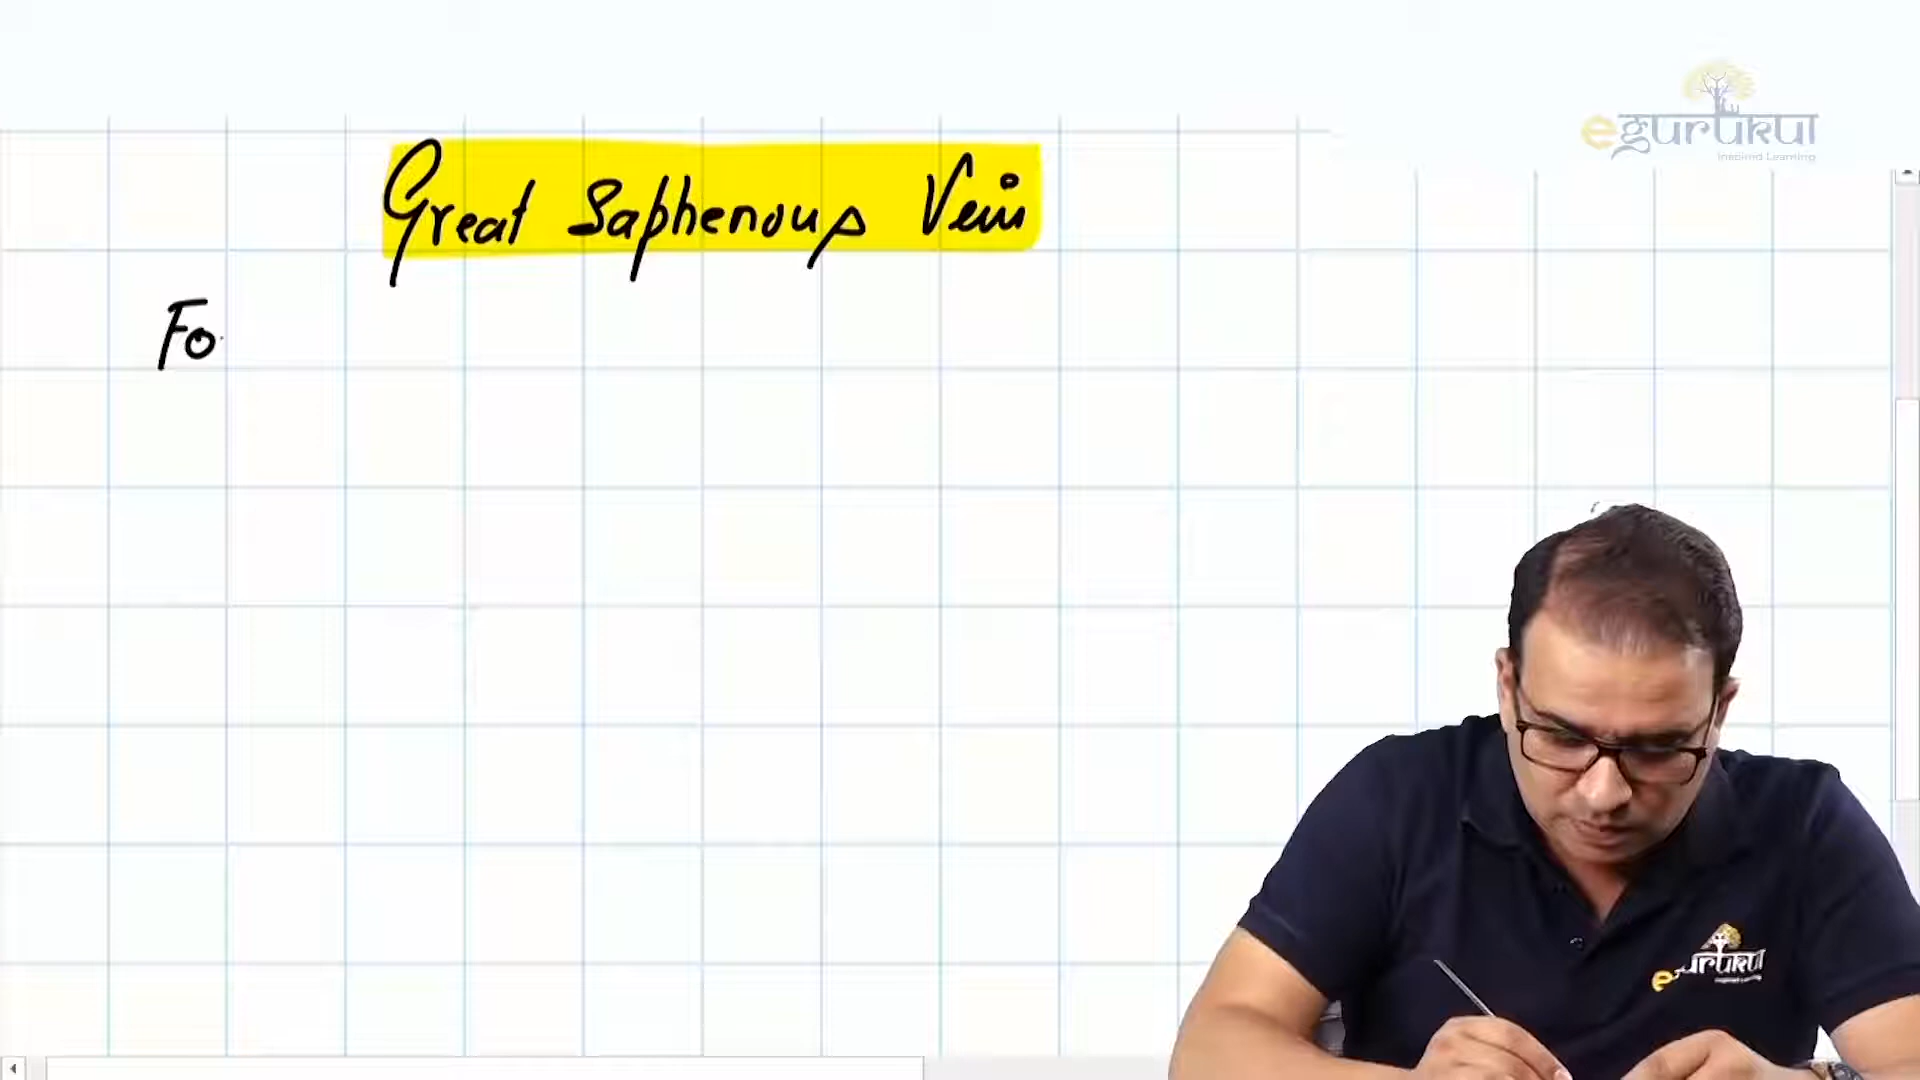 egurukul
Inspired Learning
Great Saphenous Vein
Fo
egurukul